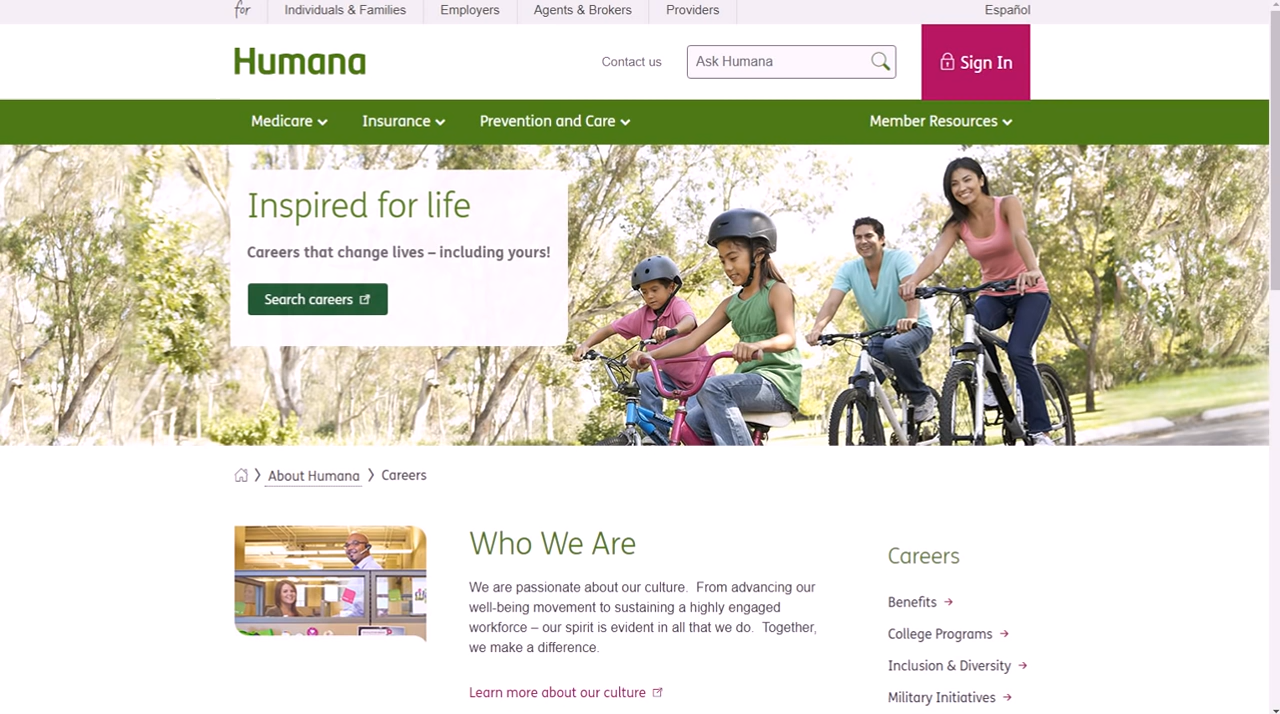 for
Individuals & Families
Employers
Agents & Brokers
Providers
Español
Humana
Contact us
Ask Humana
Sign In
Medicare
Insurance
Prevention and Care
Member Resources
Inspired for life
Careers that change lives – including yours!
Search careers
About Humana
Careers
Who We Are
We are passionate about our culture.  From advancing our
well-being movement to sustaining a highly engaged
workforce – our spirit is evident in all that we do.  Together,
we make a difference.
Learn more about our culture
Careers
Benefits
College Programs
Inclusion & Diversity
Military Initiatives